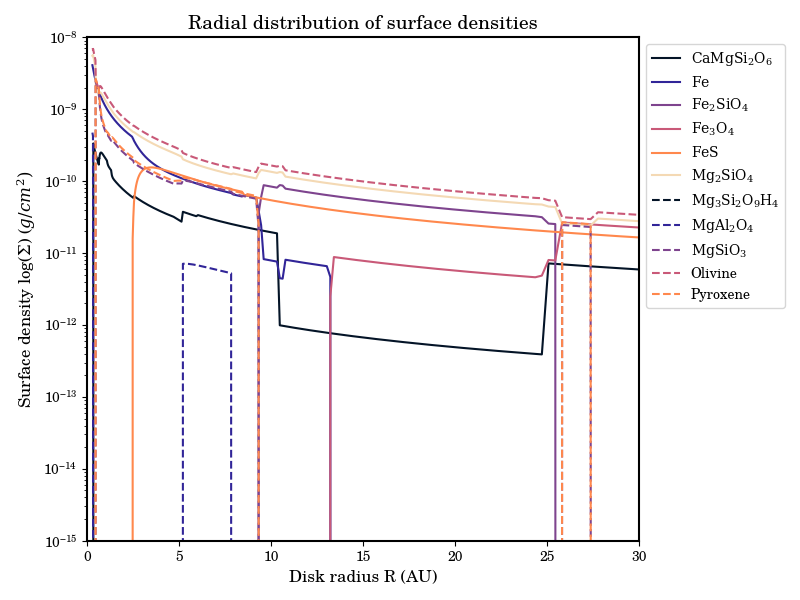 Radial distribution of surface densities
Surface density log(Σ) (g/cm²)
10⁻⁸
10⁻⁹
10⁻¹⁰
10⁻¹¹
10⁻¹²
10⁻¹³
10⁻¹⁴
10⁻¹⁵
0 5 10 15 20 25 30
Disk radius R (AU)
CaMgSi₂O₆
Fe
Fe₂SiO₄
Fe₃O₄
FeS
Mg₂SiO₄
Mg₃Si₂O₉H₄
MgAl₂O₄
MgSiO₃
Olivine
Pyroxene